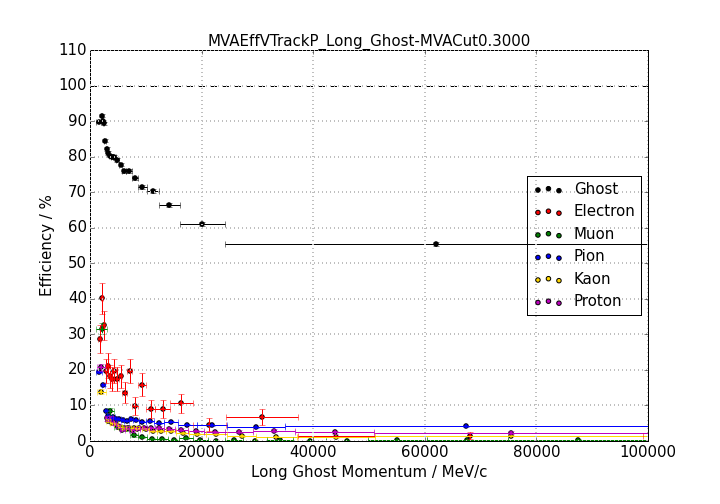 MVAEffVTrackP_Long_Ghost-MVACut0.3000
110
100
90
80
70
60
50
40
30
20
10
0
Efficiency / %
Ghost
Electron
Muon
Pion
Kaon
Proton
0 20000 40000 60000 80000 100000
Long Ghost Momentum / MeV/c